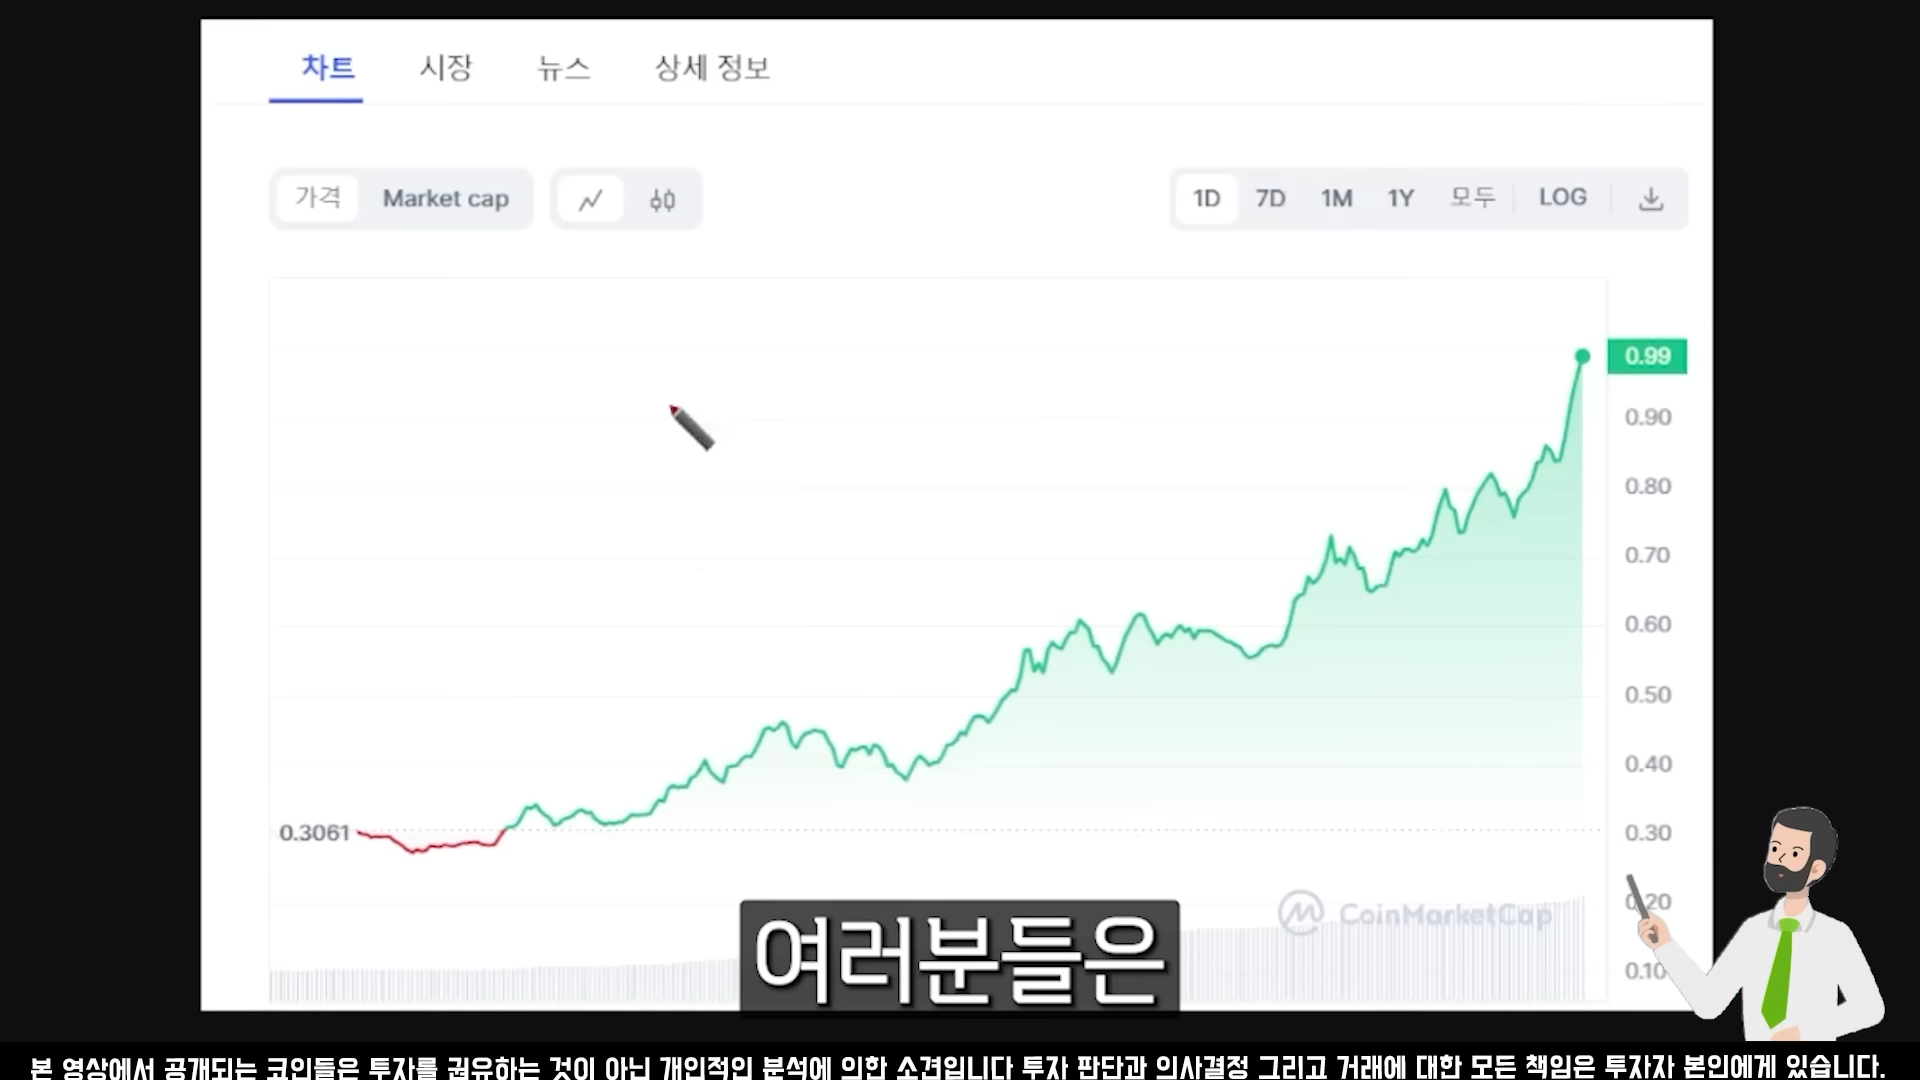 차트 시장 뉴스 상세 정보
가격 Market cap 1D 7D 1M 1Y 모두 LOG
0.99
0.90
0.80
0.70
0.60
0.50
0.40
0.3061 0.30
CoinMarketCap
0.10
여러분들은
본 영상에서 공개되는 코인들은 투자를 권유하는 것이 아닌 개인적인 분석에 의한 소견입니다 투자 판단과 의사결정 그리고 거래에 대한 모든 책임은 투자자 본인에게 있습니다.